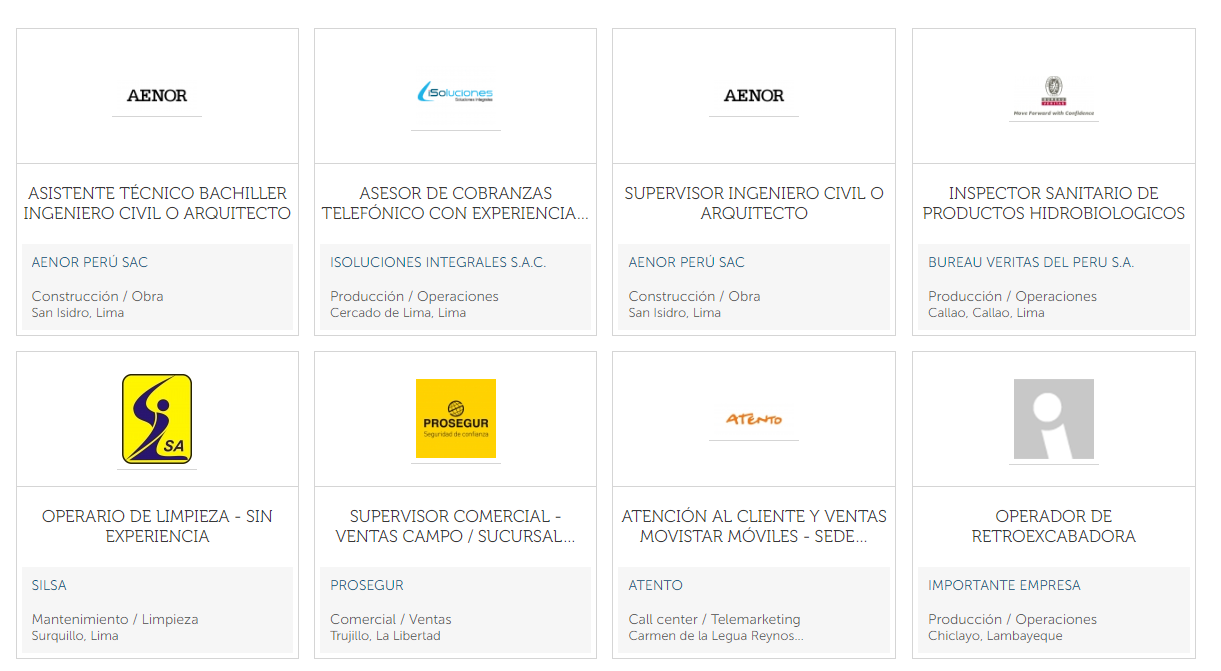 AENOR
ASISTENTE TÉCNICO BACHILLER
INGENIERO CIVIL O ARQUITECTO
AENOR PERÚ SAC
Construcción / Obra
San Isidro, Lima
iSoluciones
Soluciones Integrales
ASESOR DE COBRANZAS
TELEFÓNICO CON EXPERIENCIA...
ISOLUCIONES INTEGRALES S.A.C.
Producción / Operaciones
Cercado de Lima, Lima
AENOR
SUPERVISOR INGENIERO CIVIL O
ARQUITECTO
AENOR PERÚ SAC
Construcción / Obra
San Isidro, Lima
BUREAU
VERITAS
Move Forward with Confidence
INSPECTOR SANITARIO DE
PRODUCTOS HIDROBIOLOGICOS
BUREAU VERITAS DEL PERU S.A.
Producción / Operaciones
Callao, Callao, Lima
SA
OPERARIO DE LIMPIEZA - SIN
EXPERIENCIA
SILSA
Mantenimiento / Limpieza
Surquillo, Lima
PROSEGUR
Seguridad de confianza
SUPERVISOR COMERCIAL -
VENTAS CAMPO / SUCURSAL...
PROSEGUR
Comercial / Ventas
Trujillo, La Libertad
ATENTO
ATENCIÓN AL CLIENTE Y VENTAS
MOVISTAR MÓVILES - SEDE...
ATENTO
Call center / Telemarketing
Carmen de la Legua Reynos...
OPERADOR DE
RETROEXCABADORA
IMPORTANTE EMPRESA
Producción / Operaciones
Chiclayo, Lambayeque